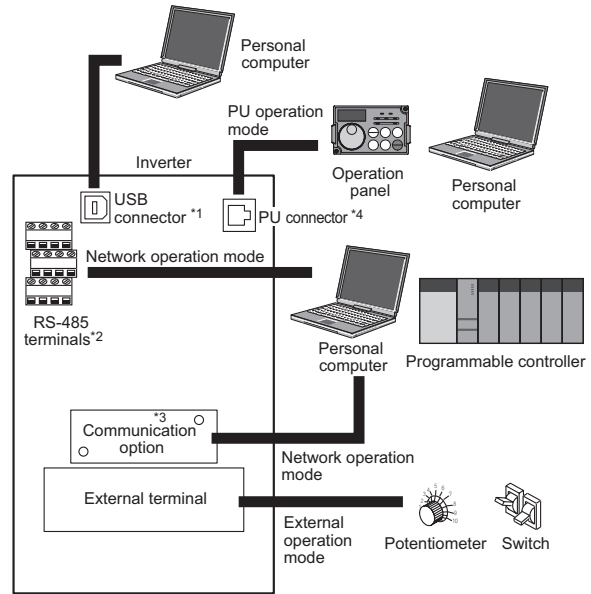 Personal
computer
PU operation
mode
Inverter
Operation
panel
Personal
computer
USB
connector *1
PU connector *4
Network operation mode
RS-485
terminals*2
Personal
computer
Programmable controller
*3
Communication
option
Network operation
mode
External terminal
External
operation
mode
Potentiometer
Switch